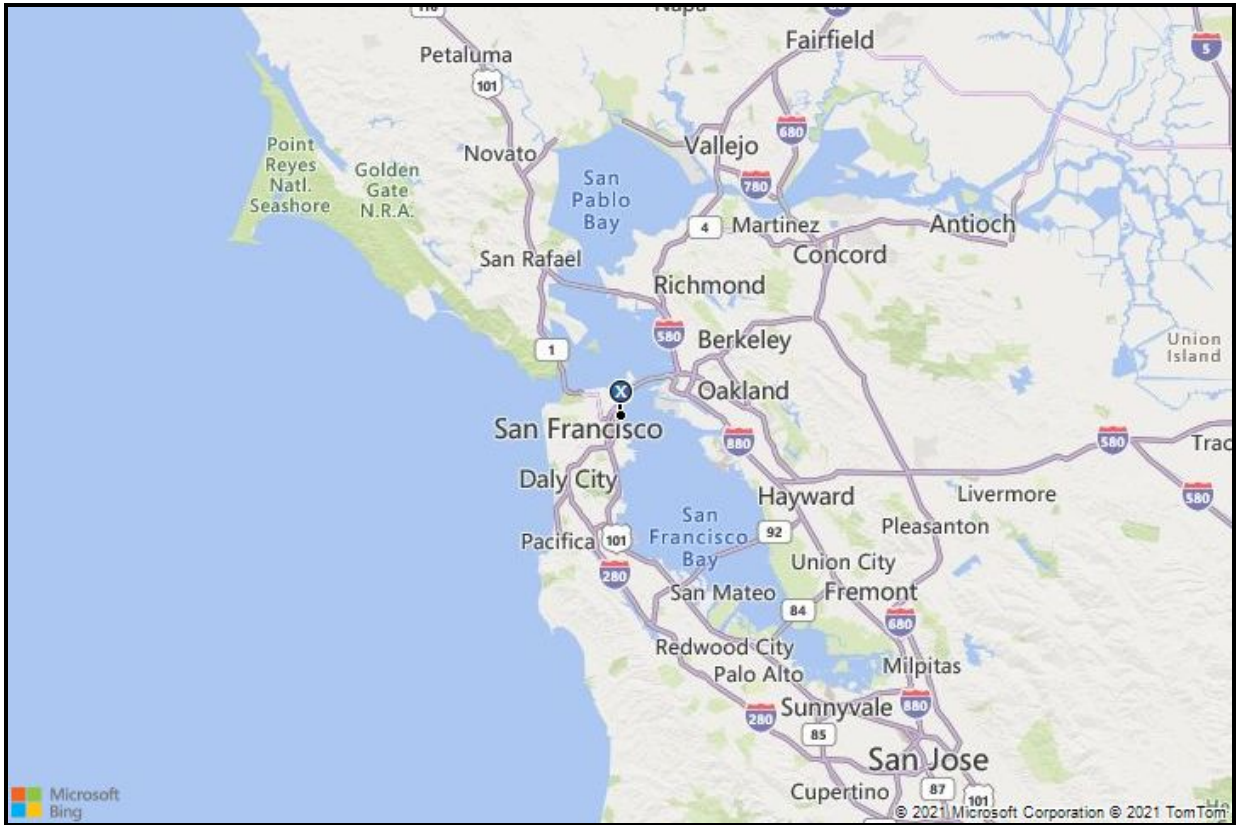 Napa
Petaluma
101
Fairfield
5
680
Point
Reyes
Natl.
Seashore
Golden
Gate
N.R.A.
Novato
San
Pablo
Bay
Vallejo
780
4
Martinez
Antioch
San Rafael
Concord
Richmond
580
Berkeley
Union
Island
1
X
Oakland
San Francisco
880
580
Trac
Daly City
Hayward
Livermore
580
San
Francisco
Bay
Pleasanton
Pacifica
101
92
280
Union City
San Mateo
84
Fremont
680
Redwood City
Palo Alto
Milpitas
280
Sunnyvale
880
85
San Jose
Cupertino
87
101
Microsoft
Bing
© 2021 Microsoft Corporation © 2021 TomTom